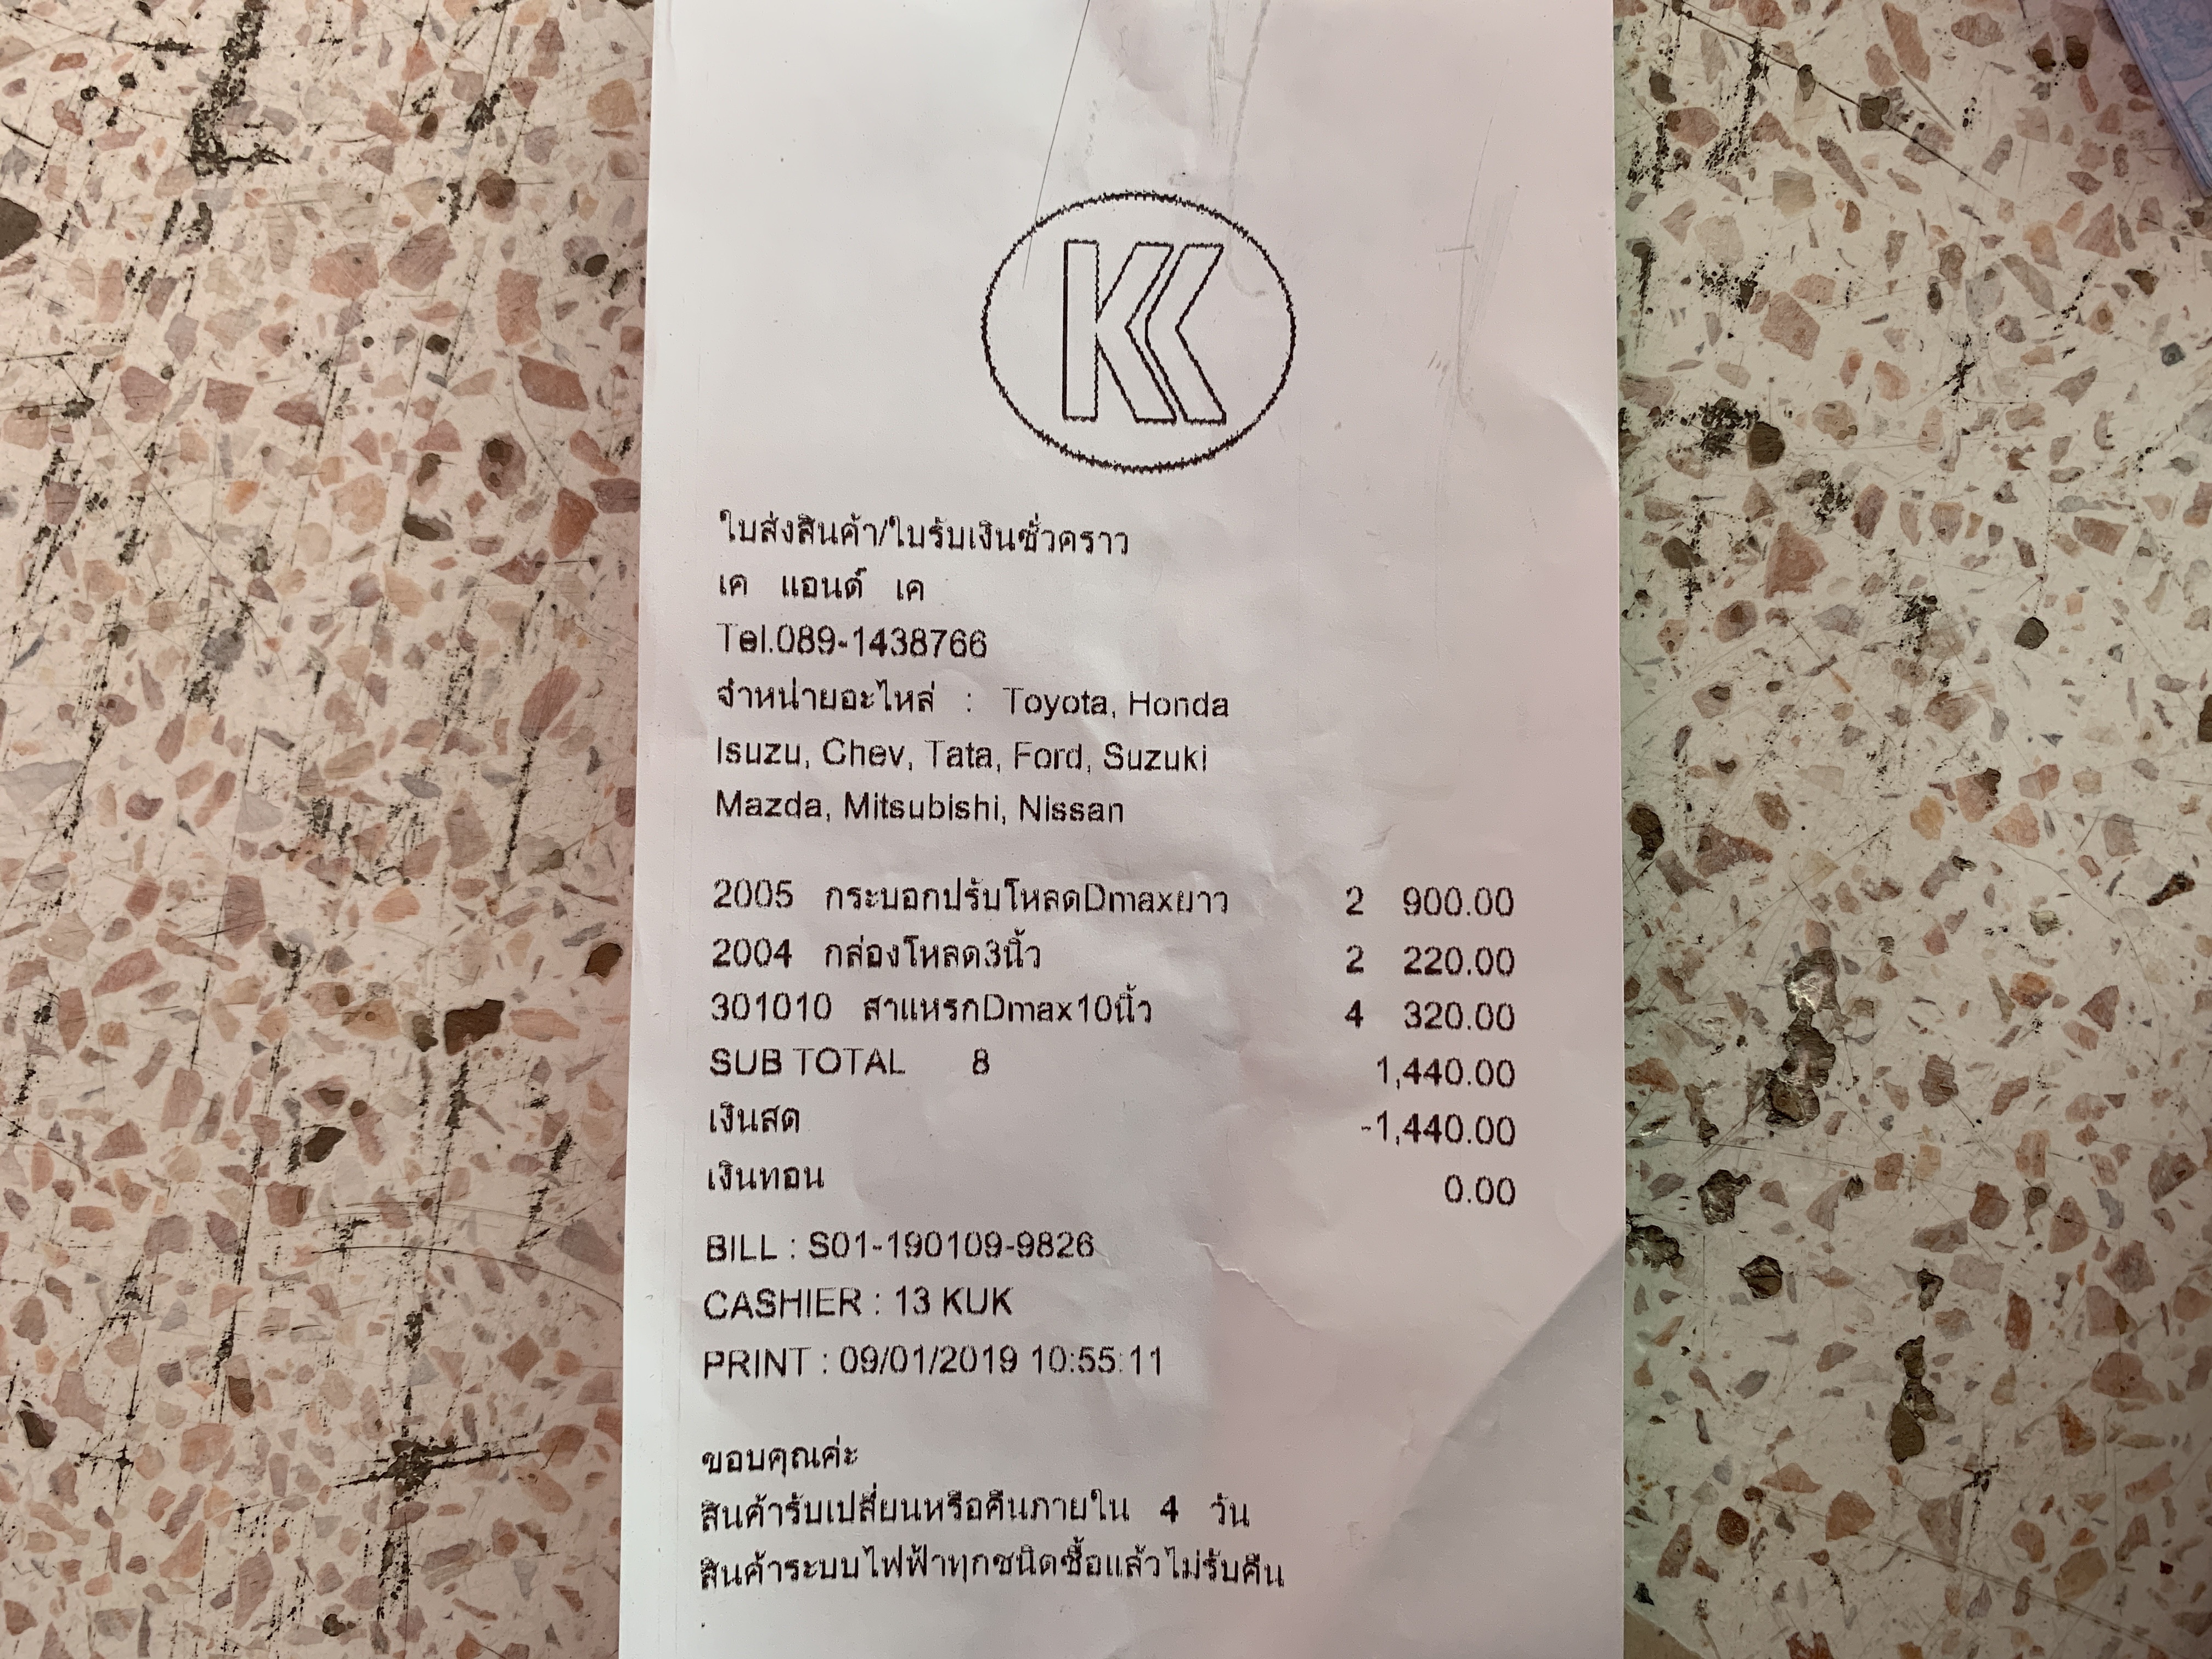 KK
ใบส่งสินค้า/ใบรับเงินชั่วคราว
เค แอนด์ เค
Tel.089-1438766
จำหน่ายอะไหล่ : Toyota, Honda
Isuzu, Chev, Tata, Ford, Suzuki
Mazda, Mitsubishi, Nissan
2005 กระบอกปรับโหลดDmaxยาว 2 900.00
2004 กล่องโหลด3นิ้ว 2 220.00
301010 สาแหรกDmax10นิ้ว 4 320.00
SUB TOTAL 8 1,440.00
เงินสด -1,440.00
เงินทอน 0.00
BILL : S01-190109-9826
CASHIER : 13 KUK
PRINT : 09/01/2019 10:55:11
ขอบคุณค่ะ
สินค้ารับเปลี่ยนหรือคืนภายใน 4 วัน
สินค้าระบบไฟฟ้าทุกชนิดซื้อแล้วไม่รับคืน